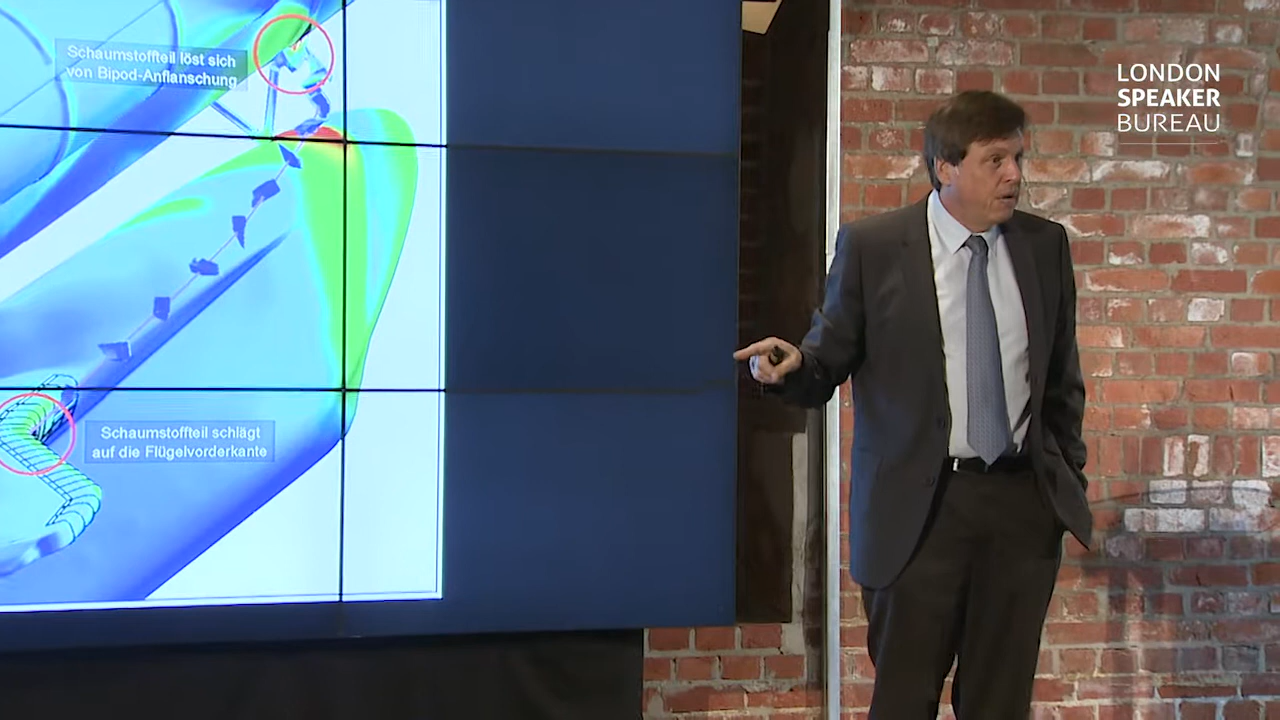 Schaumstoffteil löst sich
von Bipod-Anflanschung
Schaumstoffteil schlägt
auf die Flügelvorderkante
LONDON
SPEAKER
BUREAU